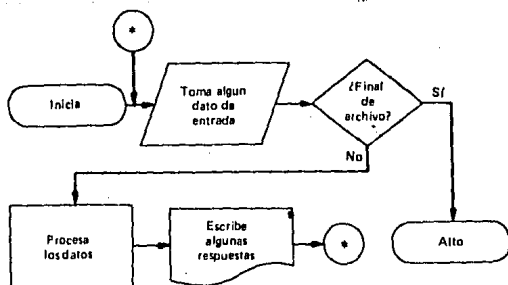 *
Inicia
Toma algun
dato de
entrada
¿Final
de
archivo?
Sí
No
Procesa
los datos
Escribe
algunas
respuestas
*
Alto